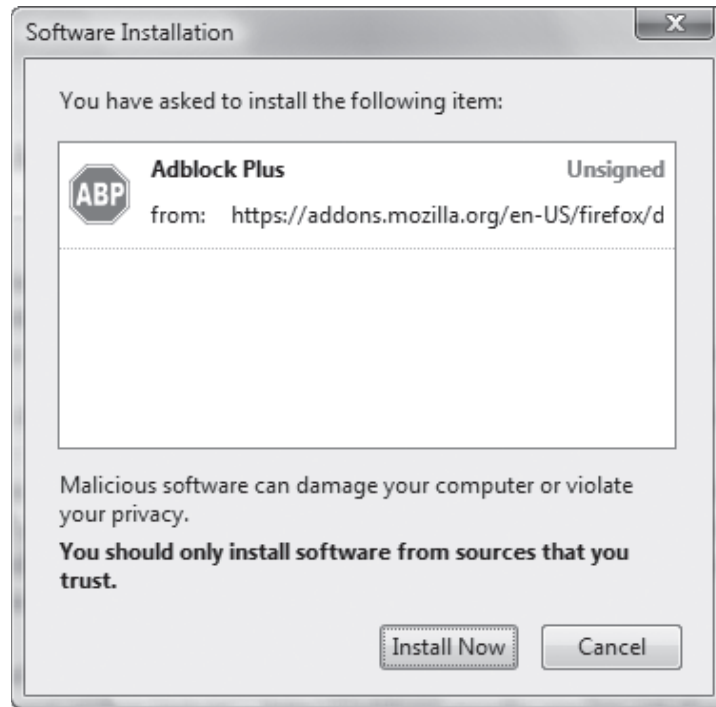 Software Installation
You have asked to install the following item:
ABP
Adblock Plus Unsigned
from: https://addons.mozilla.org/en-US/firefox/d
Malicious software can damage your computer or violate
your privacy.
You should only install software from sources that you
trust.
Install Now Cancel